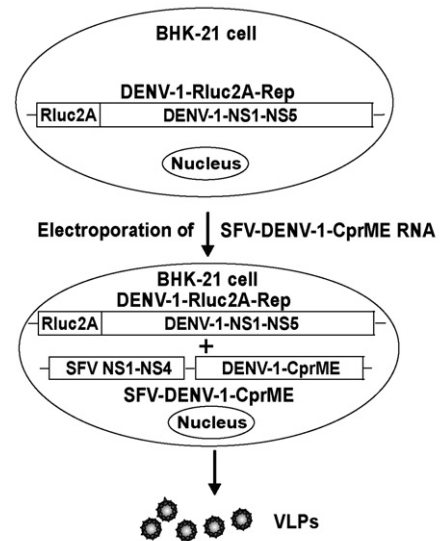 BHK-21 cell
DENV-1-Rluc2A-Rep
Rluc2A DENV-1-NS1-NS5
Nucleus
Electroporation of SFV-DENV-1-CprME RNA
BHK-21 cell
DENV-1-Rluc2A-Rep
Rluc2A DENV-1-NS1-NS5
+
SFV NS1-NS4 DENV-1-CprME
SFV-DENV-1-CprME
Nucleus
VLPs